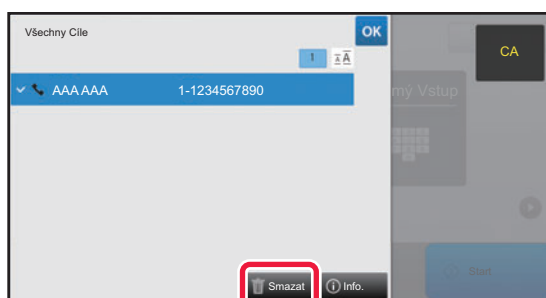 Všechny Cíle
OK
CA
1
AAA AAA 1-1234567890
mý Vstup
Smazat
Info.
Start